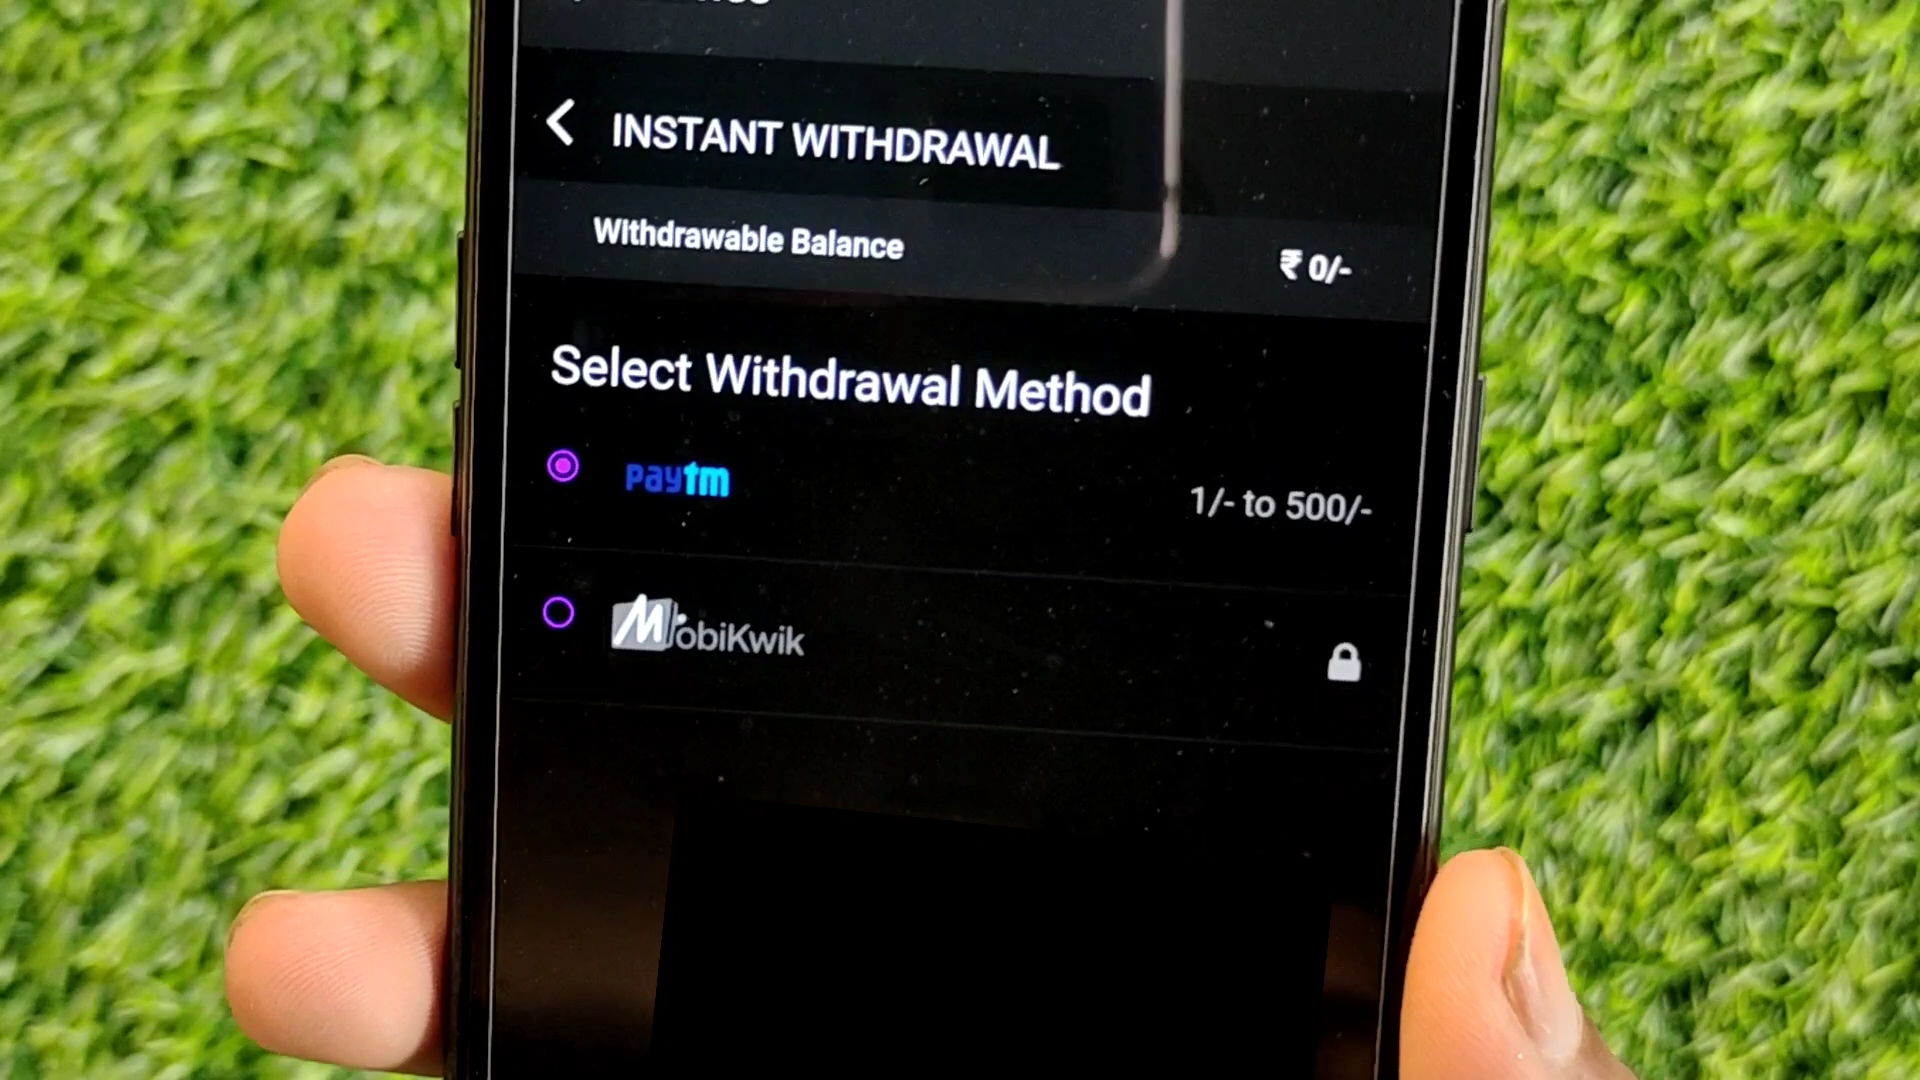 INSTANT WITHDRAWAL
WIthdrawable Balance
₹ 0/-
Select Withdrawal Method
paytm
1/- to 500/-
MobiKwik